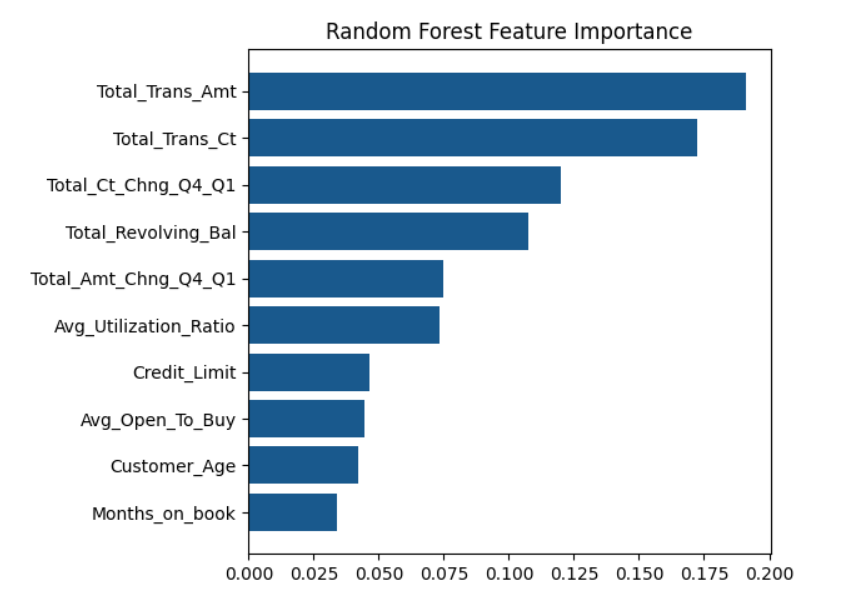 Random Forest Feature Importance
Total_Trans_Amt
Total_Trans_Ct
Total_Ct_Chng_Q4_Q1
Total_Revolving_Bal
Total_Amt_Chng_Q4_Q1
Avg_Utilization_Ratio
Credit_Limit
Avg_Open_To_Buy
Customer_Age
Months_on_book
0.000 0.025 0.050 0.075 0.100 0.125 0.150 0.175 0.200